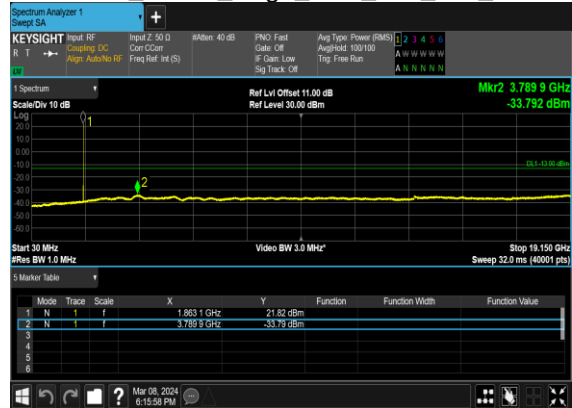 Spectrum Analyzer 1
Swept SA
KEYSIGHT
R T
Input: RF
Coupling: DC
Align: Auto/No RF
Input Z: 50 Ω
Corr CCorr
Freq Ref: Int (S)
#Atten: 40 dB
PNO: Fast
Gate: Off
IF Gain: Low
Sig Track: Off
Avg Type: Power (RMS)
Avg|Hold: 100/100
Trig: Free Run
1 2 3 4 5 6
A W W W W W
A N N N N N
1 Spectrum
Scale/Div 10 dB
Ref Lvl Offset 11.00 dB
Ref Level 30.00 dBm
Mkr2 3.789 9 GHz
-33.792 dBm
Log
20.0
10.0
0.00
-10.0
-20.0
-30.0
-40.0
-50.0
-60.0
1
2
DL1 -13.00 dBm
Start 30 MHz
#Res BW 1.0 MHz
Video BW 3.0 MHz*
Stop 19.150 GHz
Sweep 32.0 ms (40001 pts)
5 Marker Table
Mode Trace Scale X Y Function Function Width Function Value
1 N 1 f 1.863 1 GHz 21.82 dBm
2 N 1 f 3.789 9 GHz -33.79 dBm
3
4
5
6
Mar 08, 2024
6:15:58 PM